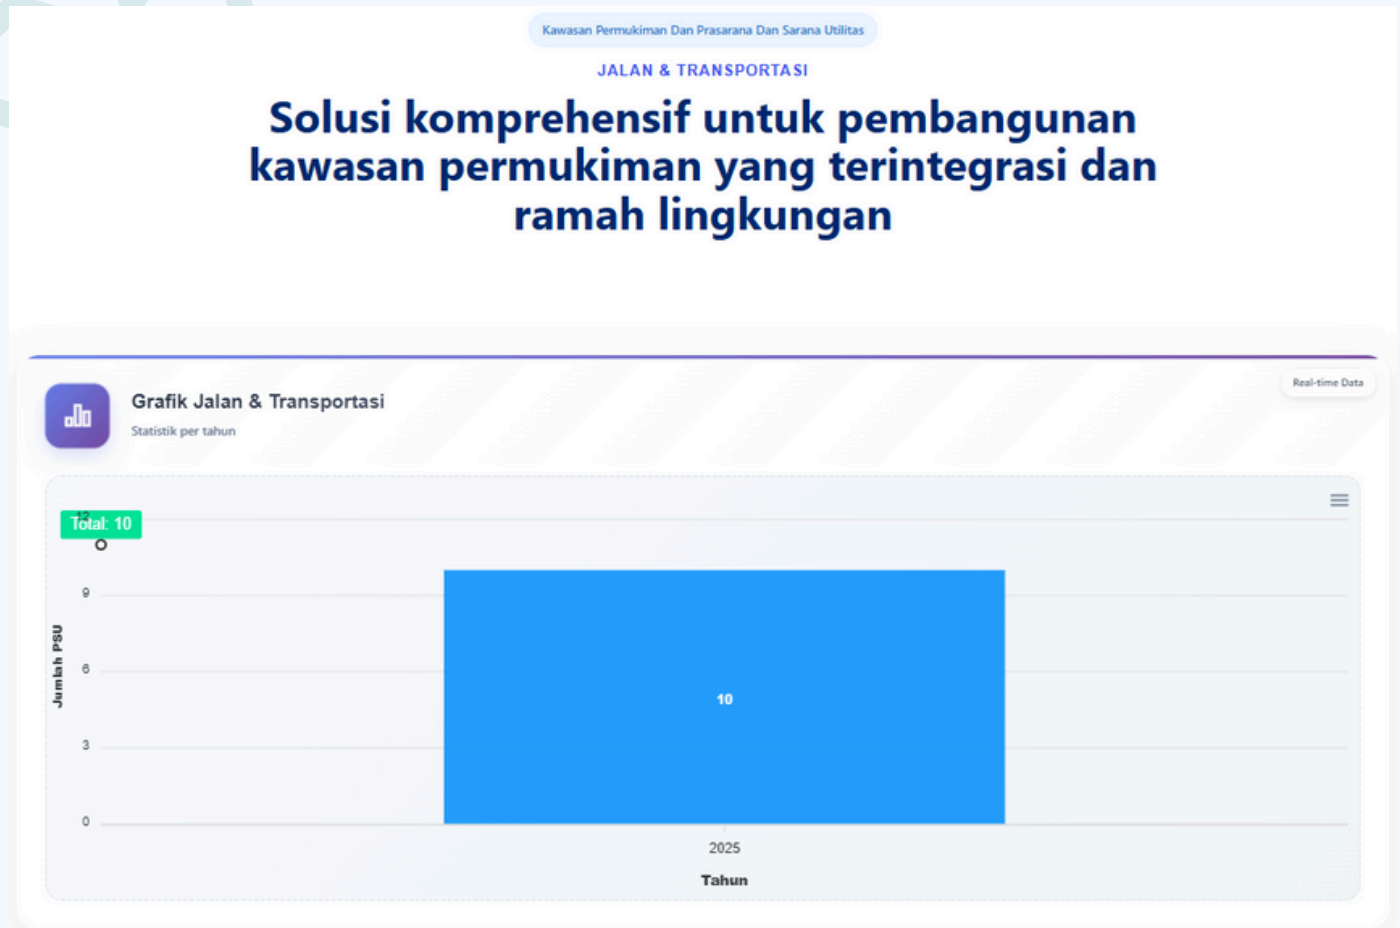 Kawasan Permukiman Dan Prasarana Dan Sarana Utilitas
JALAN & TRANSPORTASI
Solusi komprehensif untuk pembangunan
kawasan permukiman yang terintegrasi dan
ramah lingkungan
Grafik Jalan & Transportasi
Statistik per tahun
Real-time Data
12
Total: 10
9
6
3
0
Jumlah PSU
10
2025
Tahun